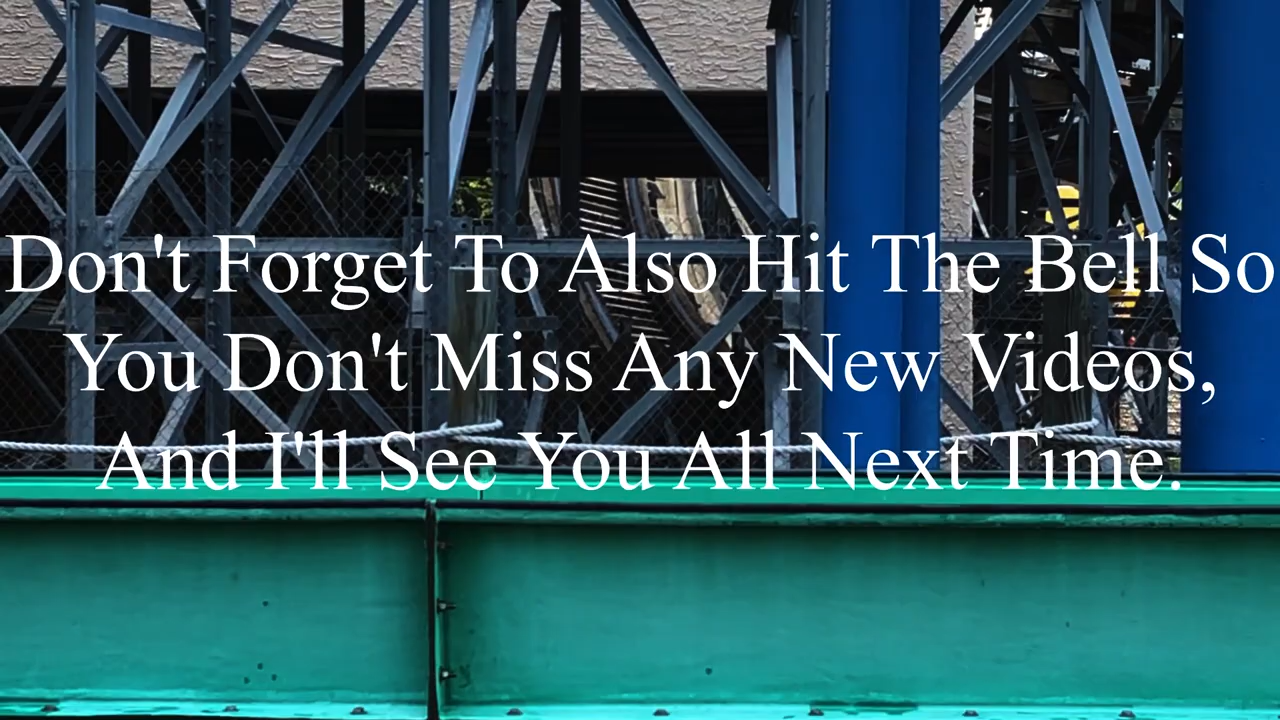 Don't Forget To Also Hit The Bell So
You Don't Miss Any New Videos,
And I'll See You All Next Time.